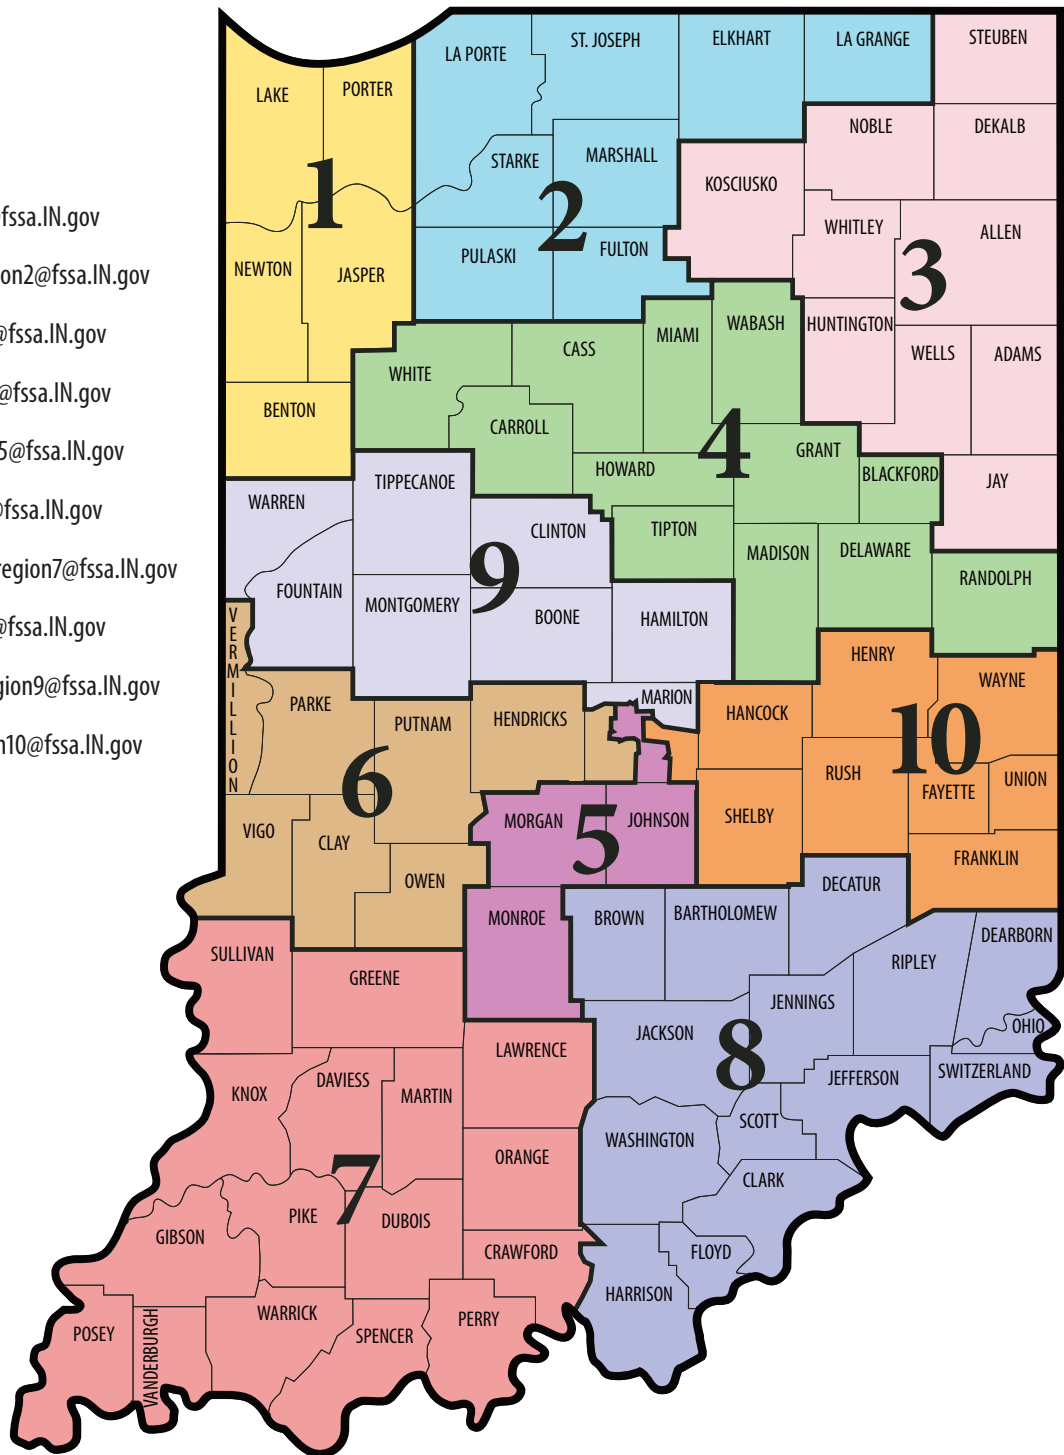 fssa.IN.gov
on2@fssa.IN.gov
@fssa.IN.gov
@fssa.IN.gov
5@fssa.IN.gov
@fssa.IN.gov
region7@fssa.IN.gov
@fssa.IN.gov
gion9@fssa.IN.gov
n10@fssa.IN.gov
LA PORTE
ST. JOSEPH
ELKHART
LA GRANGE
STEUBEN
LAKE
PORTER
NOBLE
DEKALB
STARKE
MARSHALL
KOSCIUSKO
1
2
WHITLEY
ALLEN
3
NEWTON
JASPER
PULASKI
FULTON
HUNTINGTON
WELLS
ADAMS
MIAMI
WABASH
CASS
WHITE
BENTON
CARROLL
4
GRANT
HOWARD
BLACKFORD
JAY
WARREN
TIPPECANOE
CLINTON
TIPTON
MADISON
DELAWARE
RANDOLPH
9
FOUNTAIN
MONTGOMERY
BOONE
HAMILTON
VERMILLION
HENRY
WAYNE
PARKE
PUTNAM
HENDRICKS
MARION
HANCOCK
10
6
RUSH
FAYETTE
UNION
VIGO
CLAY
MORGAN
5
JOHNSON
SHELBY
FRANKLIN
OWEN
DECATUR
MONROE
BROWN
BARTHOLOMEW
DEARBORN
SULLIVAN
GREENE
RIPLEY
JENNINGS
OHIO
JACKSON
8
LAWRENCE
KNOX
DAVIESS
MARTIN
JEFFERSON
SWITZERLAND
SCOTT
WASHINGTON
ORANGE
CLARK
7
GIBSON
PIKE
DUBOIS
CRAWFORD
FLOYD
HARRISON
POSEY
VANDERBURGH
WARRICK
SPENCER
PERRY